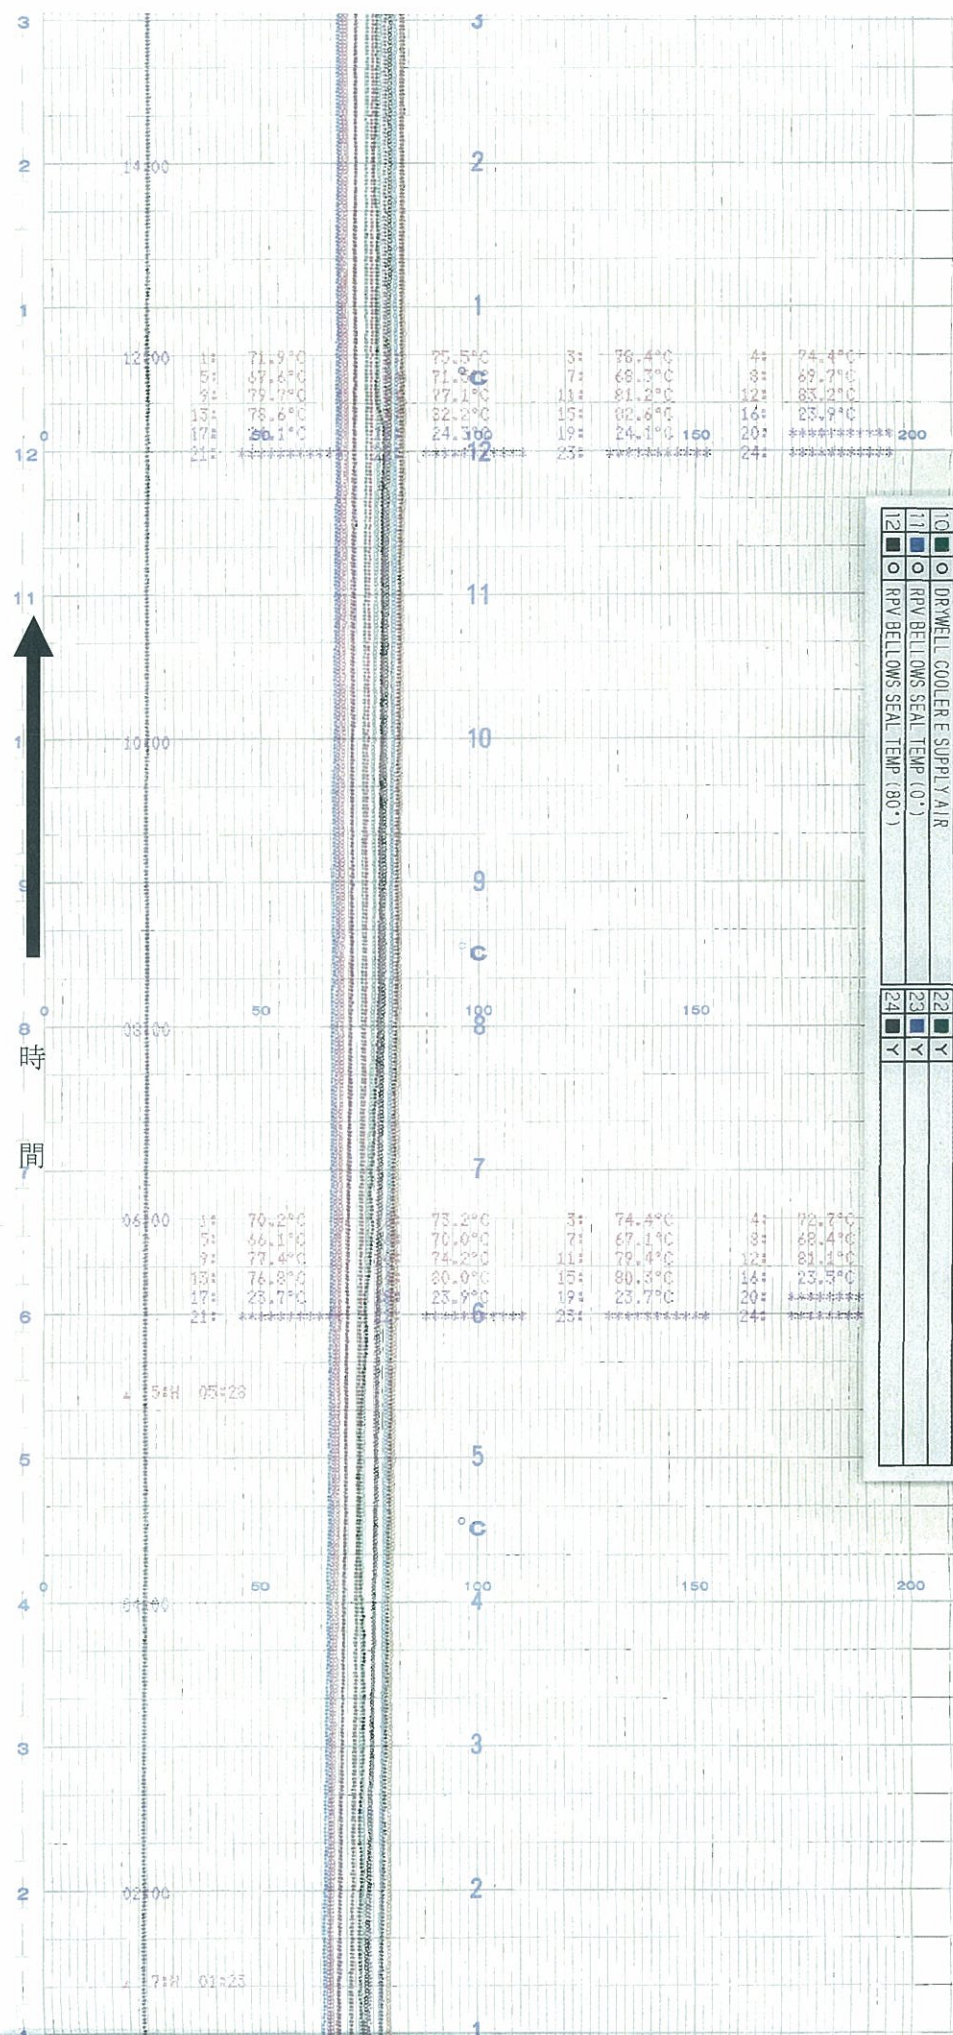 3 3
2 14:00 2
1 1
12:00 1: 71.9°C 75.5°C 3: 78.4°C 4: 74.4°C
5: 67.6°C °C 7: 68.3°C 8: 69.7°C
9: 79.7°C 77.1°C 11: 81.2°C 12: 83.2°C
13: 78.6°C 82.2°C 15: 82.6°C 16: 23.9°C
0 17: 50 100 19: 24.1°C 150 20: ********** 200
12 21: ********** 12 23: ********** 24: **********
11 11
10:00 10
9 9
°C
0 50 100 150
8 08:00 8
時
間
7 7
06:00 1: 70.2°C 73.2°C 3: 74.4°C 4: 72.7°C
5: 66.1°C 70.0°C 7: 67.1°C 8: 68.4°C
9: 77.4°C 74.2°C 11: 79.4°C 12: 81.1°C
13: 76.8°C 80.0°C 15: 80.3°C 16: 23.5°C
17: 23.7°C 23.9°C 19: 23.7°C 20:
6 21: ********** 6 23: ********** 24:
05:28
5 5
°C
0 50 100 150 200
4 04:00 4
3 3
2 02:00 2
01:23
1
10 O DRYWELL COOLER E SUPPLY AIR 22 Y
11 O RPV BELLOWS SEAL TEMP (0°) 23 Y
12 O RPV BELLOWS SEAL TEMP (80°) 24 Y